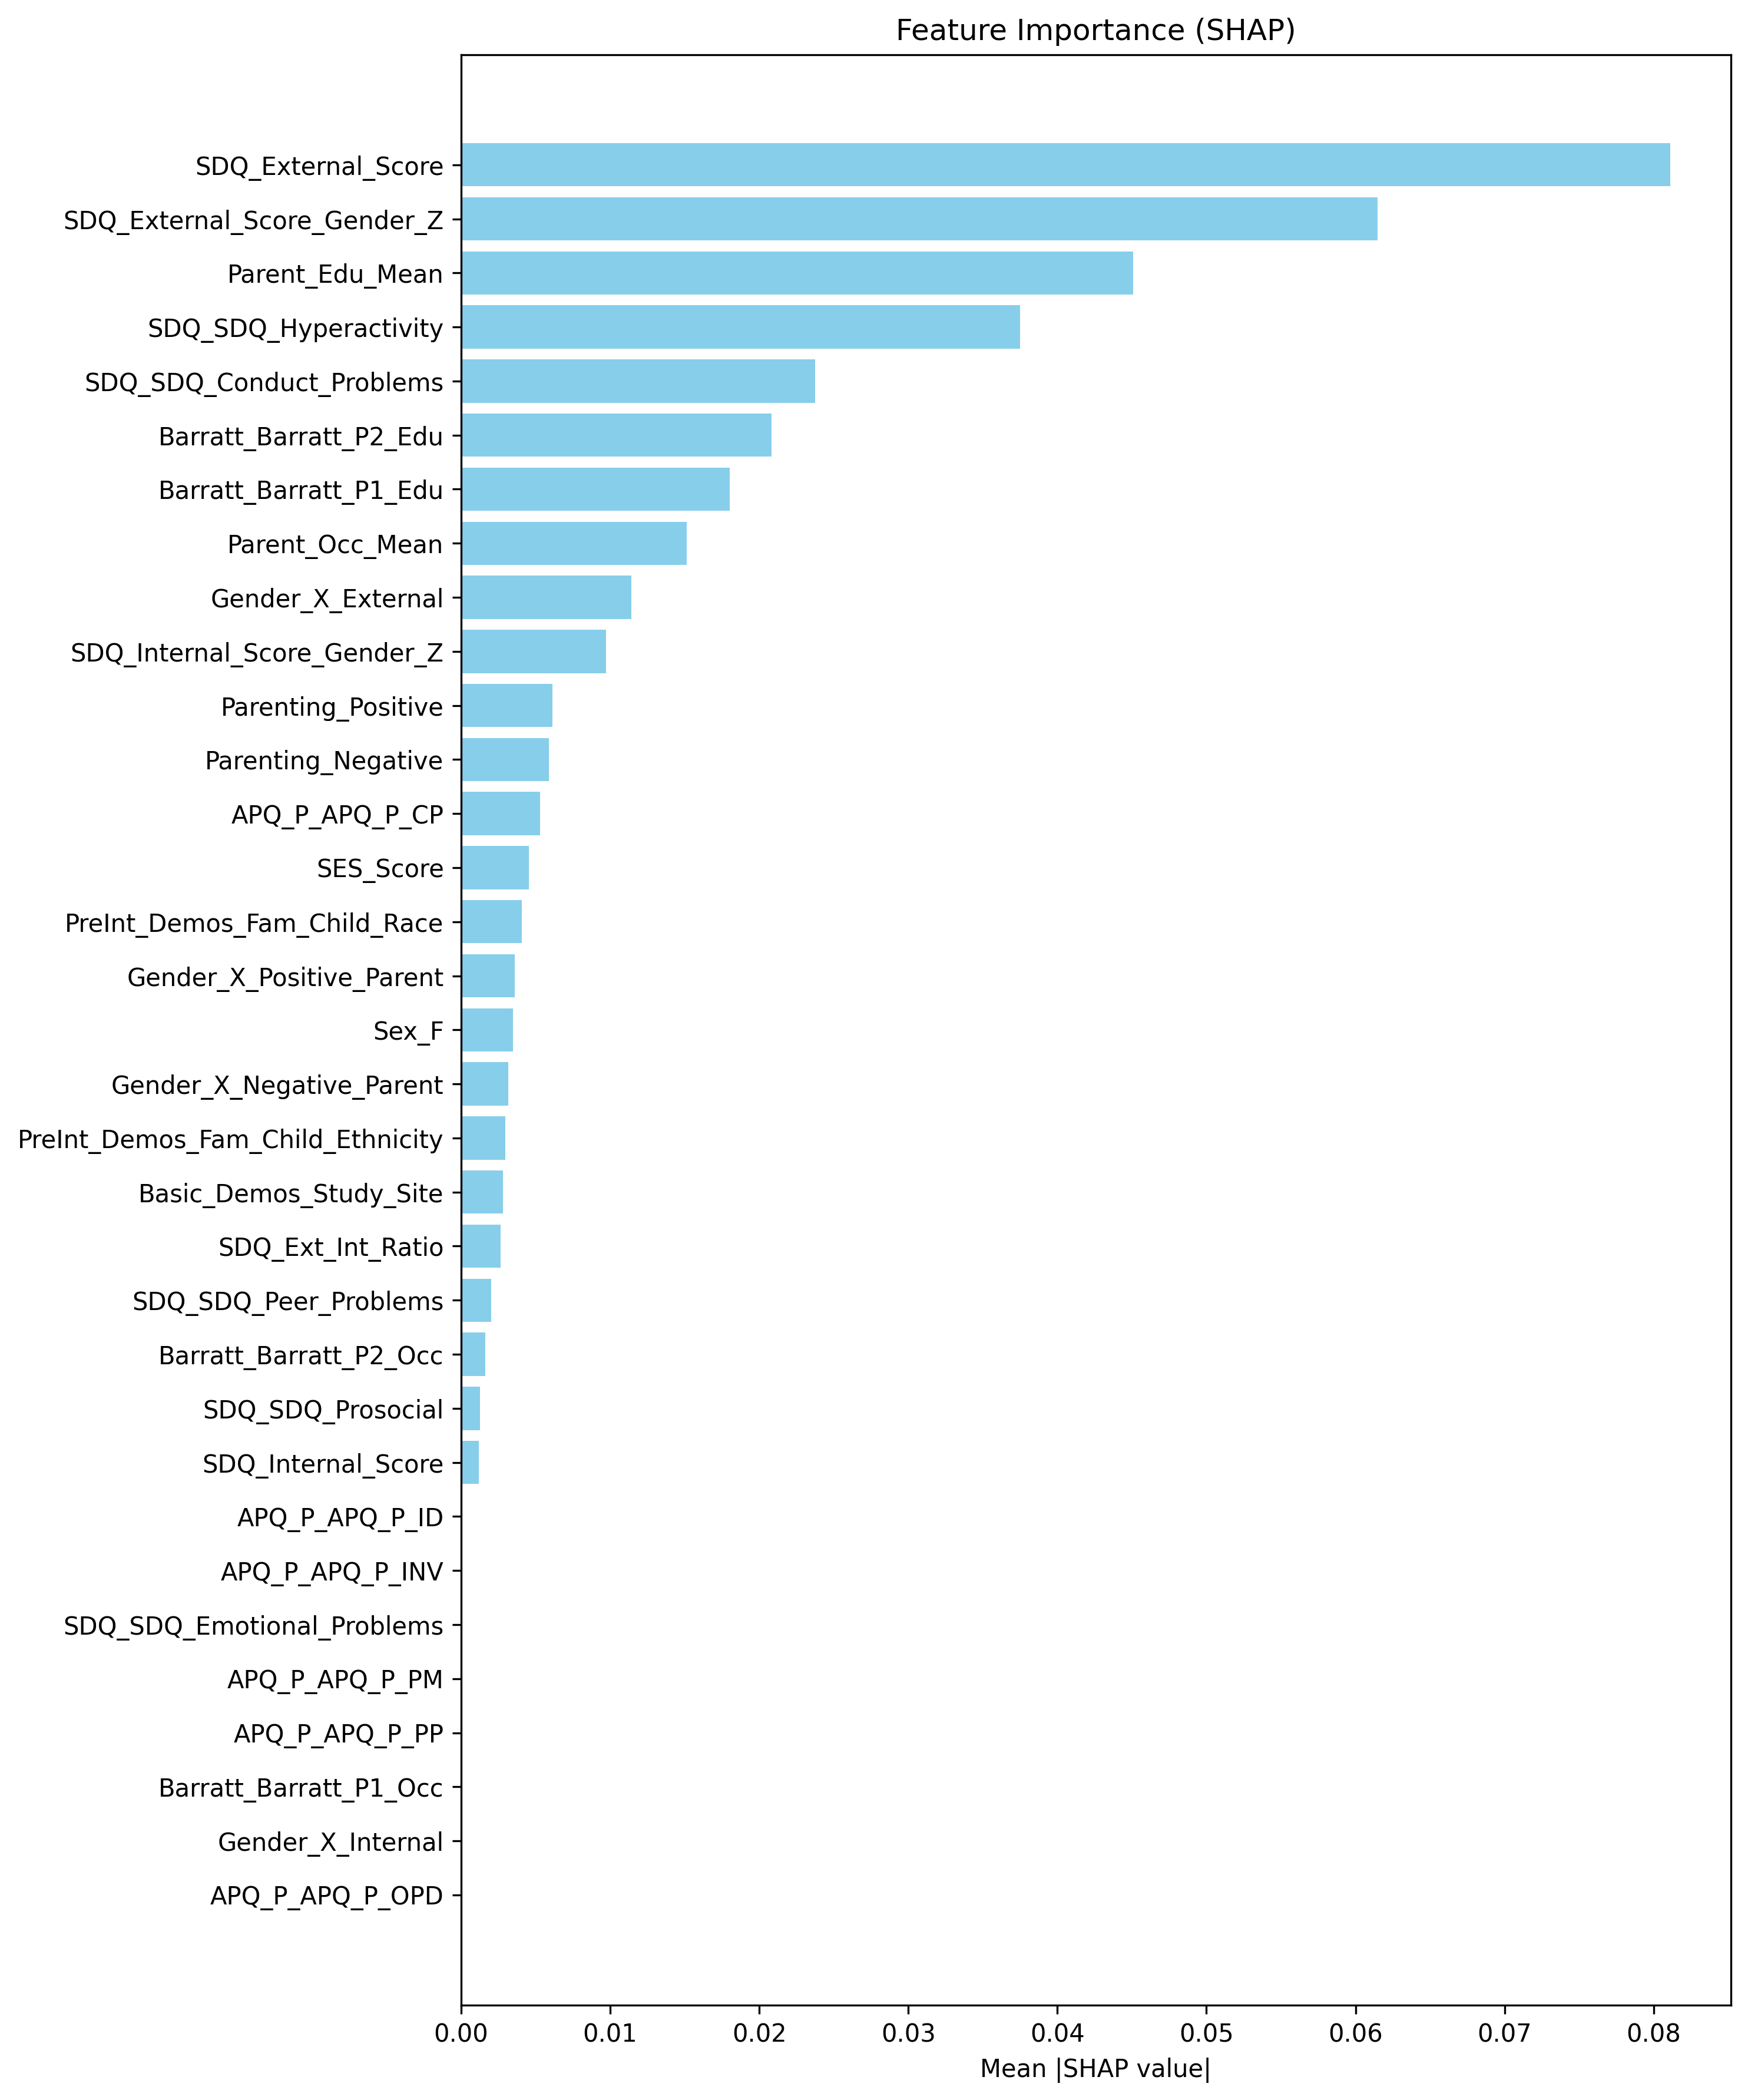 Feature Importance (SHAP)
SDQ_External_Score
SDQ_External_Score_Gender_Z
Parent_Edu_Mean
SDQ_SDQ_Hyperactivity
SDQ_SDQ_Conduct_Problems
Barratt_Barratt_P2_Edu
Barratt_Barratt_P1_Edu
Parent_Occ_Mean
Gender_X_External
SDQ_Internal_Score_Gender_Z
Parenting_Positive
Parenting_Negative
APQ_P_APQ_P_CP
SES_Score
PreInt_Demos_Fam_Child_Race
Gender_X_Positive_Parent
Sex_F
Gender_X_Negative_Parent
PreInt_Demos_Fam_Child_Ethnicity
Basic_Demos_Study_Site
SDQ_Ext_Int_Ratio
SDQ_SDQ_Peer_Problems
Barratt_Barratt_P2_Occ
SDQ_SDQ_Prosocial
SDQ_Internal_Score
APQ_P_APQ_P_ID
APQ_P_APQ_P_INV
SDQ_SDQ_Emotional_Problems
APQ_P_APQ_P_PM
APQ_P_APQ_P_PP
Barratt_Barratt_P1_Occ
Gender_X_Internal
APQ_P_APQ_P_OPD
0.00 0.01 0.02 0.03 0.04 0.05 0.06 0.07 0.08
Mean |SHAP value|